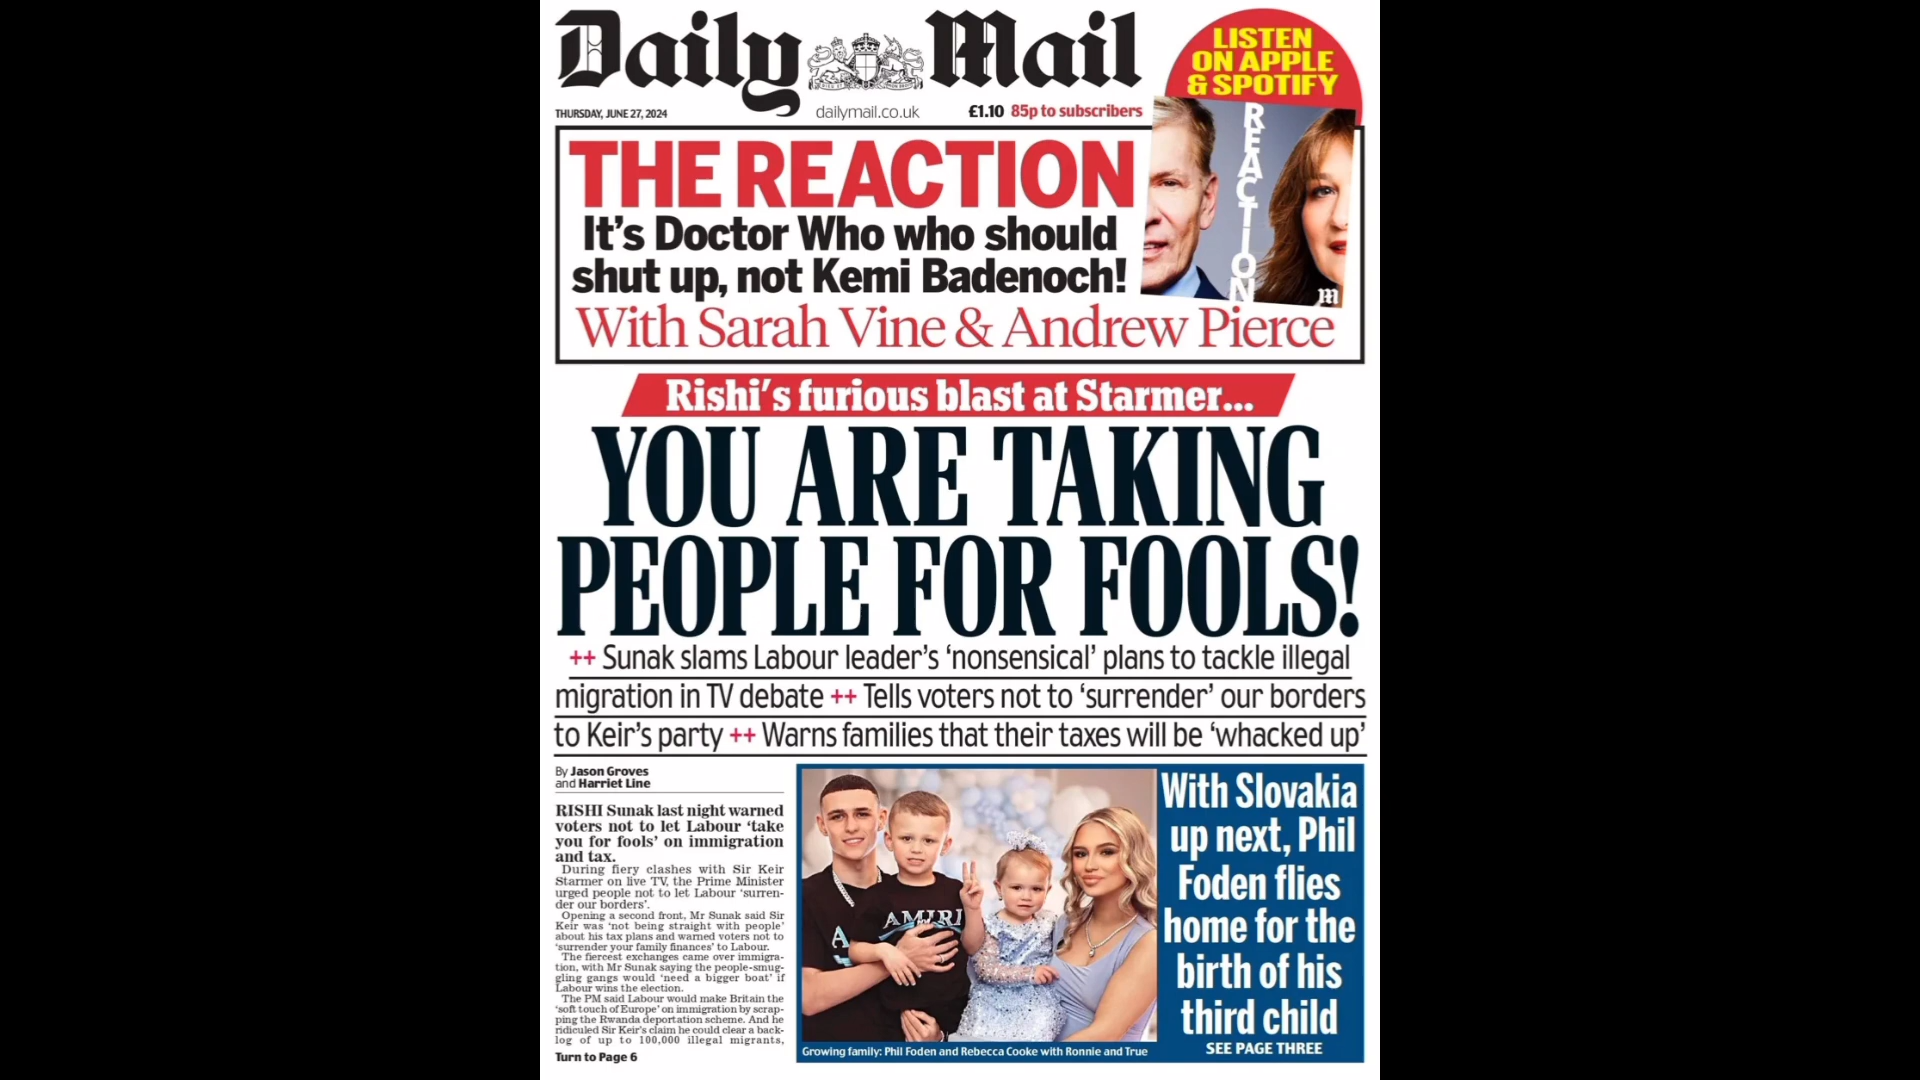 Daily Mail
THURSDAY, JUNE 27, 2024
dailymail.co.uk
£1.10 85p to subscribers
LISTEN
ON APPLE
& SPOTIFY
REACTION
THE REACTION
It's Doctor Who who should
shut up, not Kemi Badenoch!
With Sarah Vine & Andrew Pierce
Rishi's furious blast at Starmer...
YOU ARE TAKING
PEOPLE FOR FOOLS!
++ Sunak slams Labour leader's 'nonsensical' plans to tackle illegal
migration in TV debate ++ Tells voters not to 'surrender' our borders
to Keir's party ++ Warns families that their taxes will be 'whacked up'
By Jason Groves
and Harriet Line
RISHI Sunak last night warned
voters not to let Labour 'take
you for fools' on immigration
and tax.
During fiery clashes with Sir Keir
Starmer on live TV, the Prime Minister
urged people not to let Labour 'surren-
der our borders'.
Opening a second front, Mr Sunak said Sir
Keir was 'not being straight with people'
about his tax plans and warned voters not to
'surrender your family finances' to Labour.
The fiercest exchanges came over immigra-
tion, with Mr Sunak saying the people-smug-
gling gangs would 'need a bigger boat' if
Labour wins the election.
The PM said Labour would make Britain the
'soft touch of Europe' on immigration by scrap-
ping the Rwanda deportation scheme. And he
ridiculed Sir Keir's claim he could clear a back-
log of up to 100,000 illegal migrants,
Turn to Page 6
AMIRI
A
With Slovakia
up next, Phil
Foden flies
home for the
birth of his
third child
SEE PAGE THREE
Growing family: Phil Foden and Rebecca Cooke with Ronnie and True